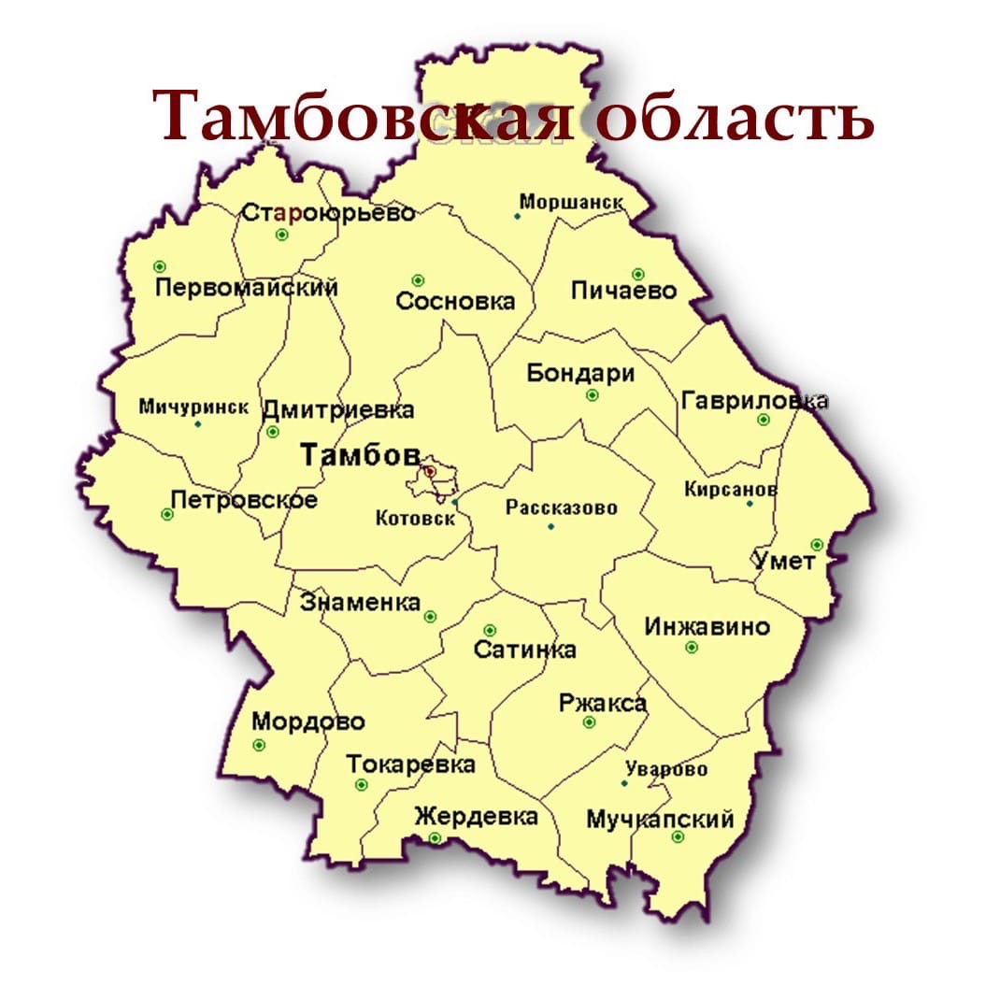 Тамбовская область
Моршанск
Староюрьево
Первомайский
Сосновка
Пичаево
Бондари
Гавриловка
Мичуринск
Дмитриевка
Тамбов
Кирсанов
Петровское
Котовск
Рассказово
Умет
Знаменка
Инжавино
Сатинка
Ржакса
Мордово
Токаревка
Уварово
Жердевка
Мучкапский